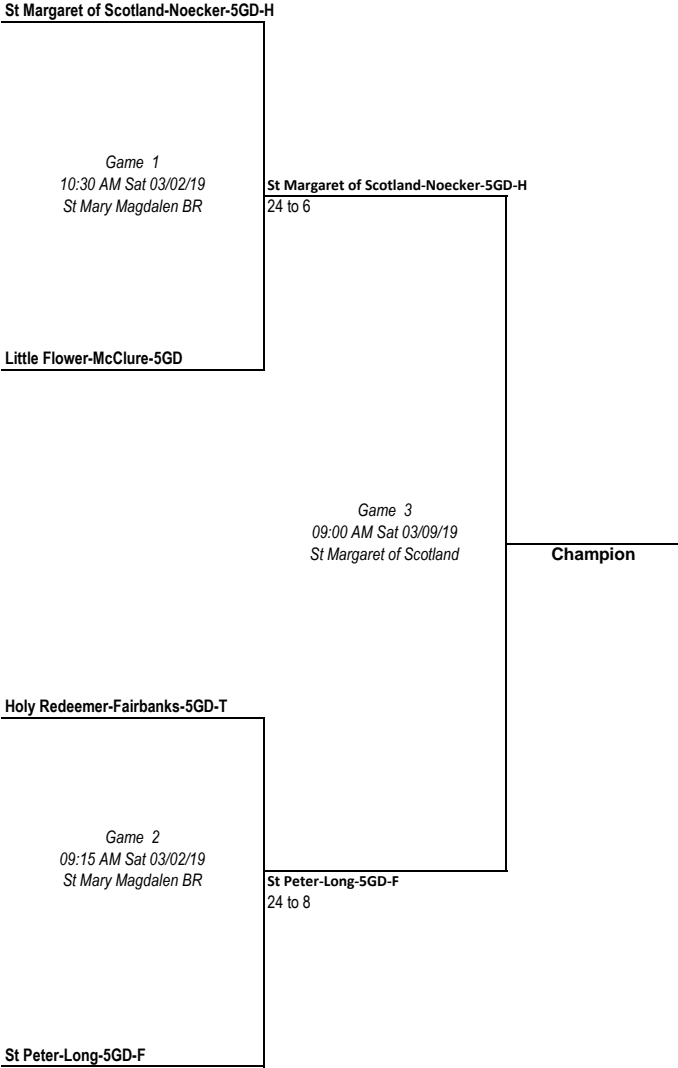 St Margaret of Scotland-Noecker-5GD-H
Game 1
10:30 AM Sat 03/02/19
St Mary Magdalen BR
St Margaret of Scotland-Noecker-5GD-H
24 to 6
Little Flower-McClure-5GD
Game 3
09:00 AM Sat 03/09/19
St Margaret of Scotland
Champion
Holy Redeemer-Fairbanks-5GD-T
Game 2
09:15 AM Sat 03/02/19
St Mary Magdalen BR
St Peter-Long-5GD-F
24 to 8
St Peter-Long-5GD-F